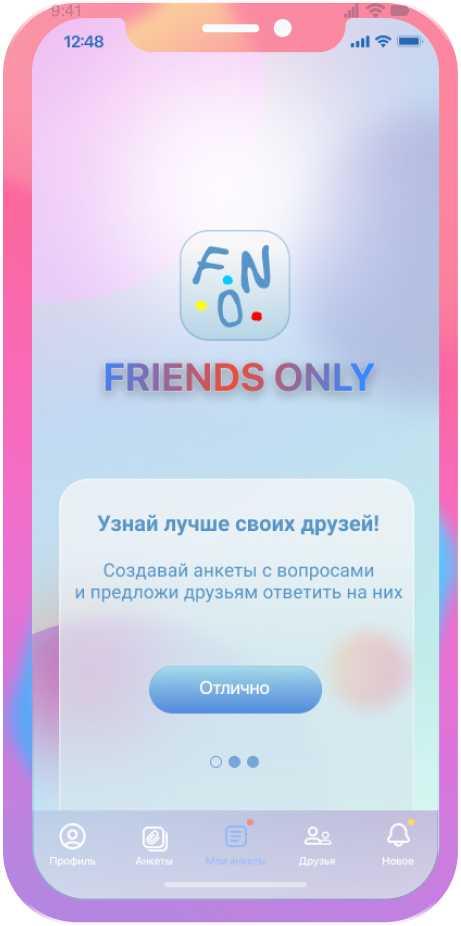 9:41
12:48
F N
O
FRIENDS ONLY
Узнай лучше своих друзей!
Создавай анкеты с вопросами
и предложи друзьям ответить на них
Отлично
Профиль Анкеты Мои анкеты Друзья Новое